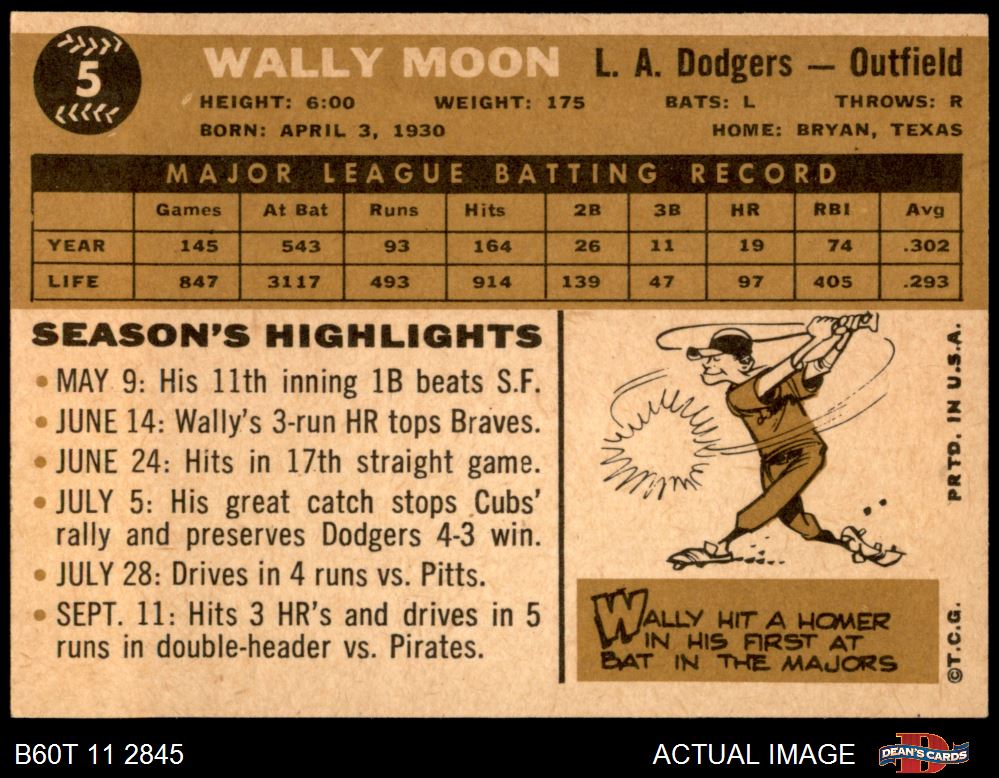 5
WALLY MOON L. A. Dodgers — Outfield
HEIGHT: 6:00 WEIGHT: 175 BATS: L THROWS: R
BORN: APRIL 3, 1930 HOME: BRYAN, TEXAS
MAJOR LEAGUE BATTING RECORD
Games At Bat Runs Hits 2B 3B HR RBI Avg
YEAR 145 543 93 164 26 11 19 74 .302
LIFE 847 3117 493 914 139 47 97 405 .293
SEASON'S HIGHLIGHTS
• MAY 9: His 11th inning 1B beats S.F.
• JUNE 14: Wally's 3-run HR tops Braves.
• JUNE 24: Hits in 17th straight game.
• JULY 5: His great catch stops Cubs'
rally and preserves Dodgers 4-3 win.
• JULY 28: Drives in 4 runs vs. Pitts.
• SEPT. 11: Hits 3 HR's and drives in 5
runs in double-header vs. Pirates.
Dodgers
WALLY HIT A HOMER
IN HIS FIRST AT
BAT IN THE MAJORS
©T.C.G. PRTD. IN U.S.A.
B60T 11 2845 ACTUAL IMAGE DEAN'S CARDS